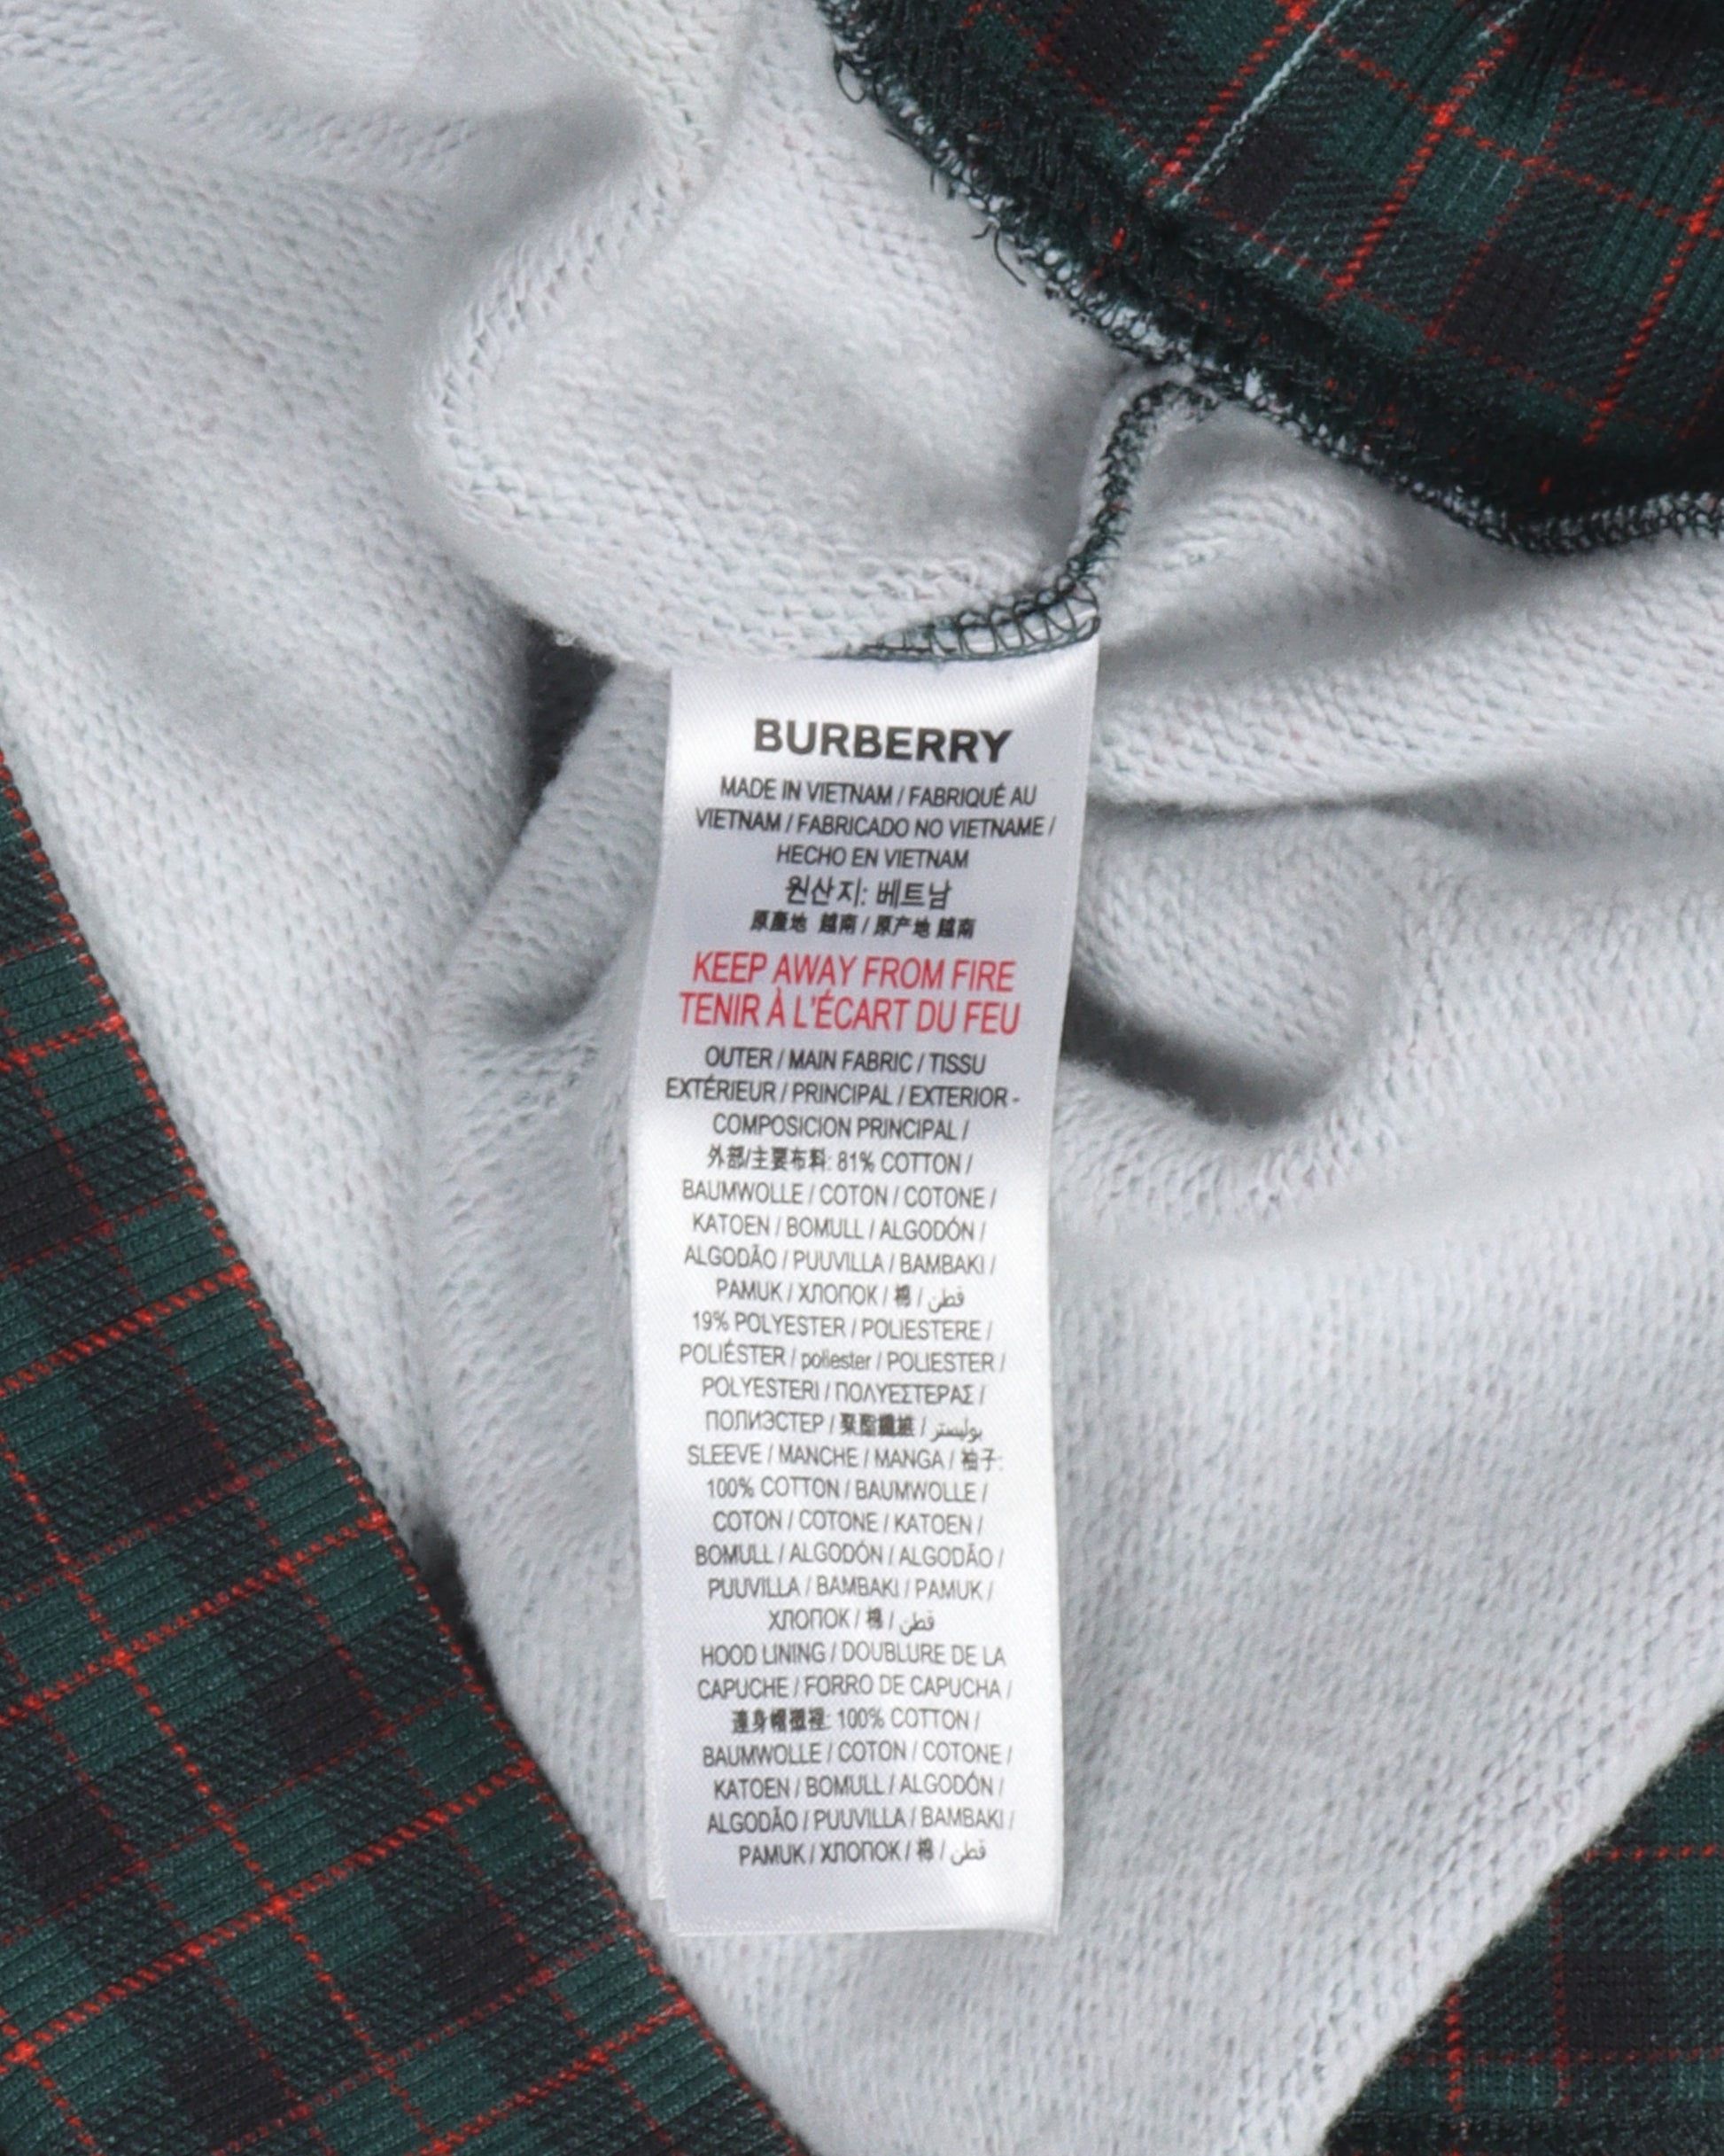 BURBERRY
MADE IN VIETNAM / FABRIQUÉ AU
VIETNAM / FABRICADO NO VIETNAME /
HECHO EN VIETNAM
원산지: 베트남
原產地 越南 / 原产地 越南
KEEP AWAY FROM FIRE
TENIR À L'ÉCART DU FEU
OUTER / MAIN FABRIC / TISSU
EXTÉRIEUR / PRINCIPAL / EXTERIOR -
COMPOSICION PRINCIPAL /
外部/主要布料: 81% COTTON /
BAUMWOLLE / COTON / COTONE /
KATOEN / BOMULL / ALGODÓN /
ALGODÃO / PUUVILLA / BAMBAKI /
PAMUK / ХЛОПОК / 棉 / قطن
19% POLYESTER / POLIESTERE /
POLIÉSTER / poliester / POLIESTER /
POLYESTERI / ΠΟΛΥΕΣΤΕΡΑΣ /
ПОЛИЭСТЕР / 聚酯纖維 / بوليستر
SLEEVE / MANCHE / MANGA / 袖子:
100% COTTON / BAUMWOLLE /
COTON / COTONE / KATOEN /
BOMULL / ALGODÓN / ALGODÃO /
PUUVILLA / BAMBAKI / PAMUK /
ХЛОПОК / 棉 / قطن
HOOD LINING / DOUBLURE DE LA
CAPUCHE / FORRO DE CAPUCHA /
100% COTTON /
BAUMWOLLE / COTON / COTONE /
KATOEN / BOMULL / ALGODÓN /
ALGODÃO / PUUVILLA / BAMBAKI /
PAMUK / ХЛОПОК / 棉 / قطن